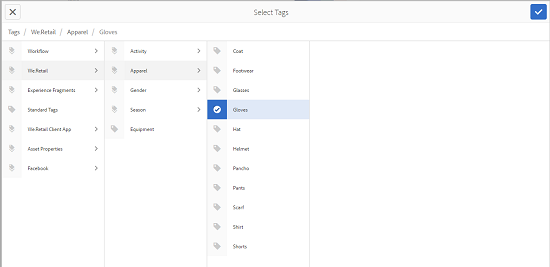 Select Tags
Tags / We.Retail / Apparel / Gloves
Workflow
We.Retail
Experience Fragments
Standard Tags
We.Retail Client App
Asset Properties
Facebook
Activity
Apparel
Gender
Season
Equipment
Coat
Footwear
Glasses
Gloves
Hat
Helmet
Pancho
Pants
Scarf
Shirt
Shorts